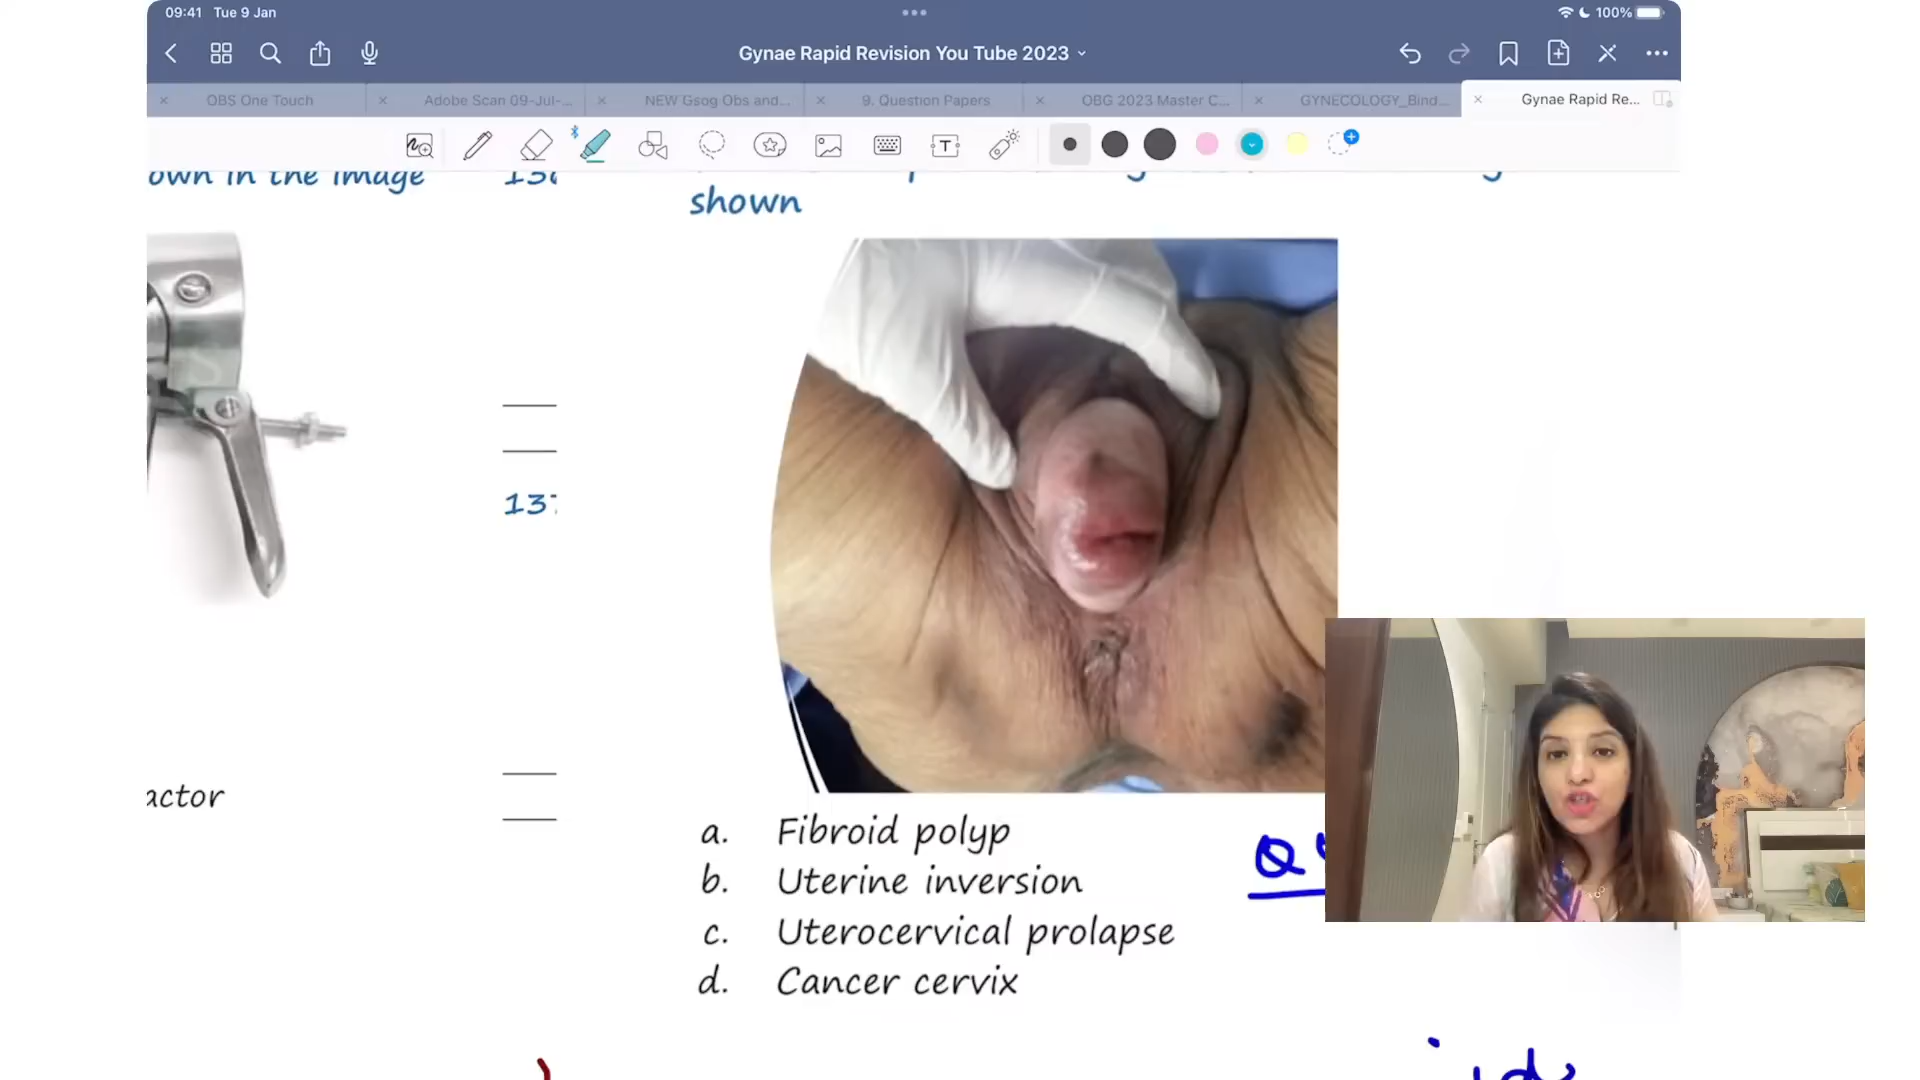 09:41 Tue 9 Jan
100%
Gynae Rapid Revision You Tube 2023
OBS One Touch
Adobe Scan 09-Jul-...
NEW Gsog Obs and...
9. Question Papers
OBG 2023 Master C...
GYNECOLOGY_Bind...
Gynae Rapid Re...
own in the image
shown
137
actor
a. Fibroid polyp
b. Uterine inversion
c. Uterocervical prolapse
d. Cancer cervix
Q